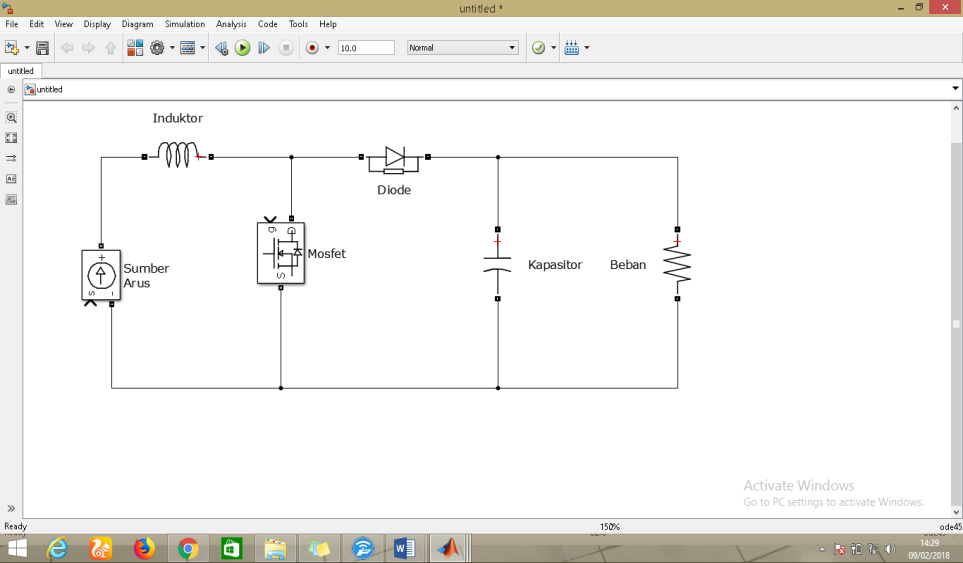 untitled *
File Edit View Display Diagram Simulation Analysis Code Tools Help
10.0 Normal
untitled
untitled
Induktor
Diode
g D
S
Mosfet
+
s -
Sumber
Arus
Kapasitor
Beban
Activate Windows
Go to PC settings to activate Windows.
Ready 150% ode45
14:29
09/02/2018